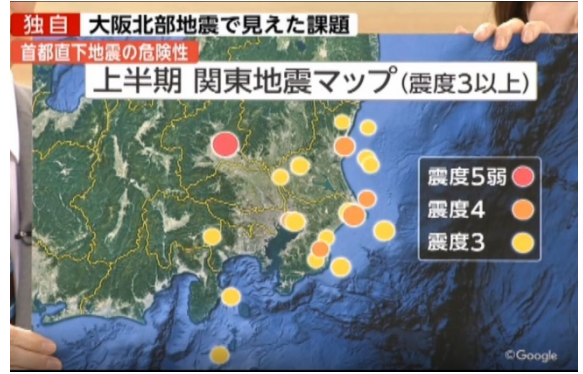 独自 大阪北部地震で見えた課題
首都直下地震の危険性
上半期 関東地震マップ(震度3以上)
震度5弱
震度4
震度3
©Google